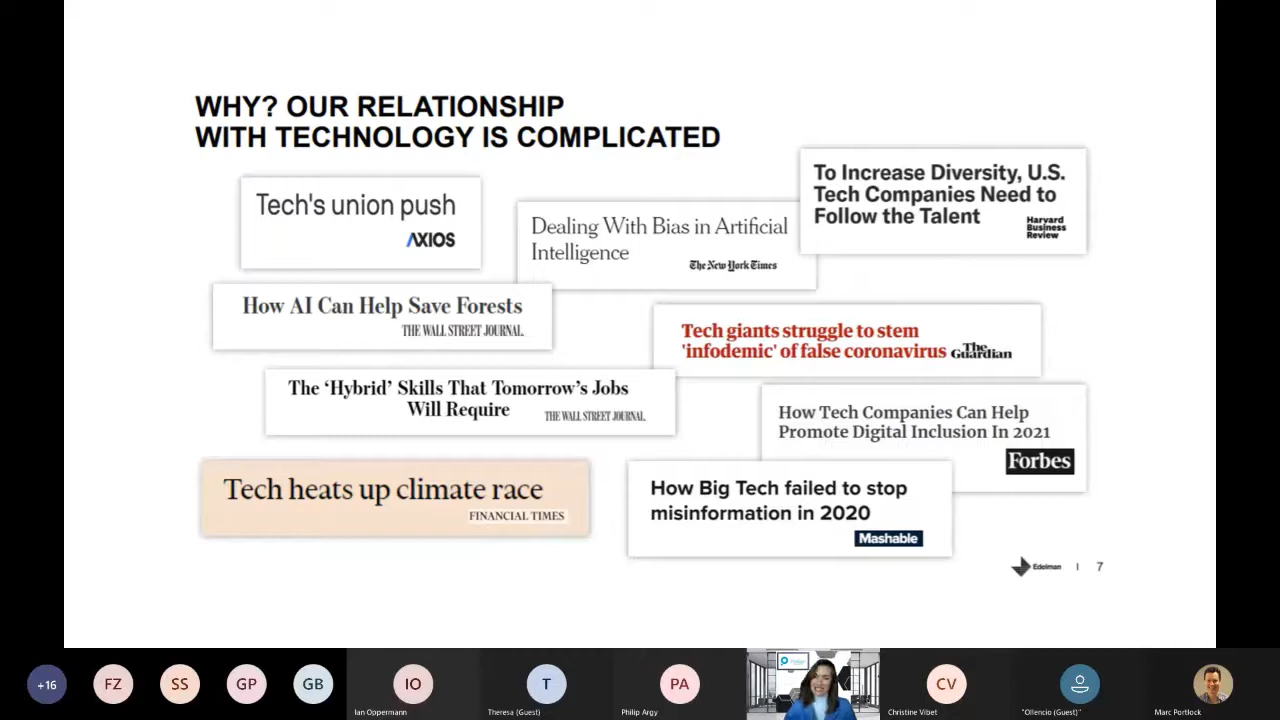 WHY? OUR RELATIONSHIP
WITH TECHNOLOGY IS COMPLICATED
To Increase Diversity, U.S.
Tech Companies Need to
Follow the Talent
Harvard
Business
Review
Tech's union push
AXIOS
Dealing With Bias in Artificial
Intelligence
The New York Times
How AI Can Help Save Forests
THE WALL STREET JOURNAL.
Tech giants struggle to stem
'infodemic' of false coronavirus
The
Guardian
The ‘Hybrid’ Skills That Tomorrow’s Jobs
Will Require
THE WALL STREET JOURNAL.
How Tech Companies Can Help
Promote Digital Inclusion In 2021
Forbes
Tech heats up climate race
FINANCIAL TIMES
How Big Tech failed to stop
misinformation in 2020
Mashable
Edelman | 7
+16
FZ
SS
GP
GB
IO
Ian Oppermann
T
Theresa (Guest)
PA
Philip Argy
CV
Christine Vibet
"Ollencio (Guest)"
Marc Portlock